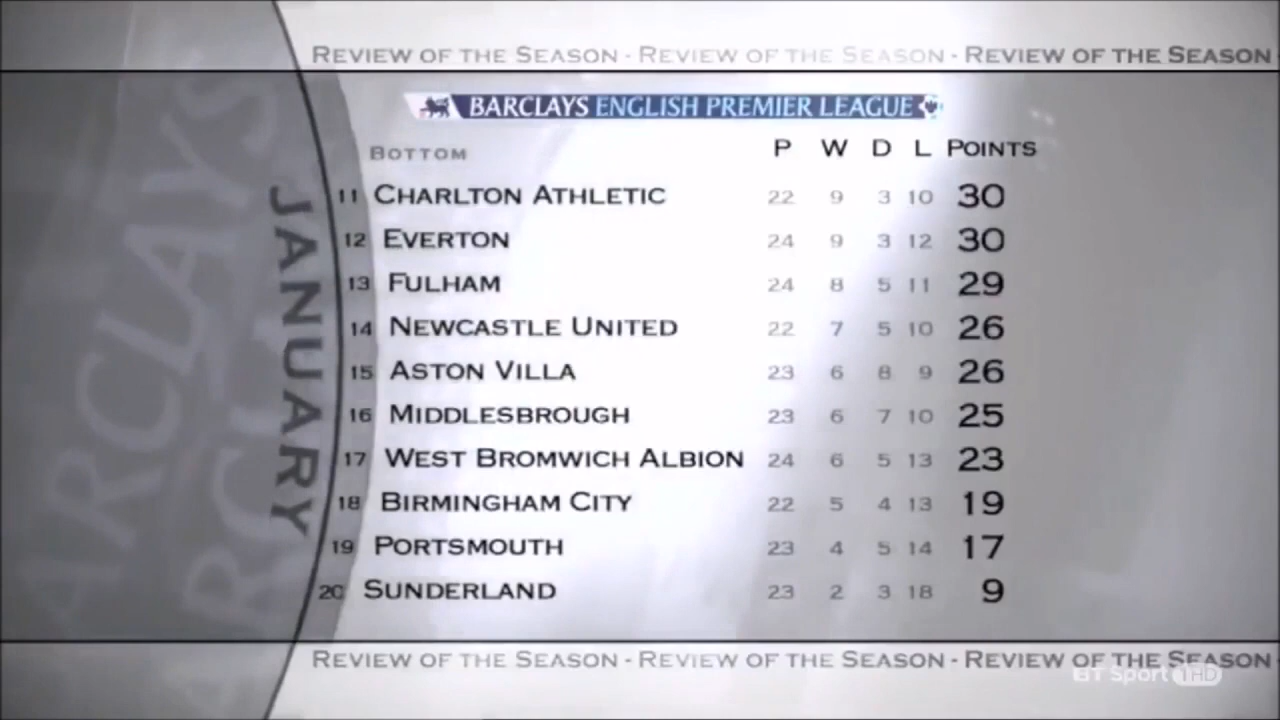 REVIEW OF THE SEASON - REVIEW OF THE SEASON - REVIEW OF THE SEASON
BARCLAYS ENGLISH PREMIER LEAGUE
BOTTOM P W D L POINTS
11 CHARLTON ATHLETIC 22 9 3 10 30
12 EVERTON 24 9 3 12 30
13 FULHAM 24 8 5 11 29
14 NEWCASTLE UNITED 22 7 5 10 26
15 ASTON VILLA 23 6 8 9 26
16 MIDDLESBROUGH 23 6 7 10 25
17 WEST BROMWICH ALBION 24 6 5 13 23
18 BIRMINGHAM CITY 22 5 4 13 19
19 PORTSMOUTH 23 4 5 14 17
20 SUNDERLAND 23 2 3 18 9
JANUARY
BARCLAYS
REVIEW OF THE SEASON - REVIEW OF THE SEASON - REVIEW OF THE SEASON
BT Sport 1HD